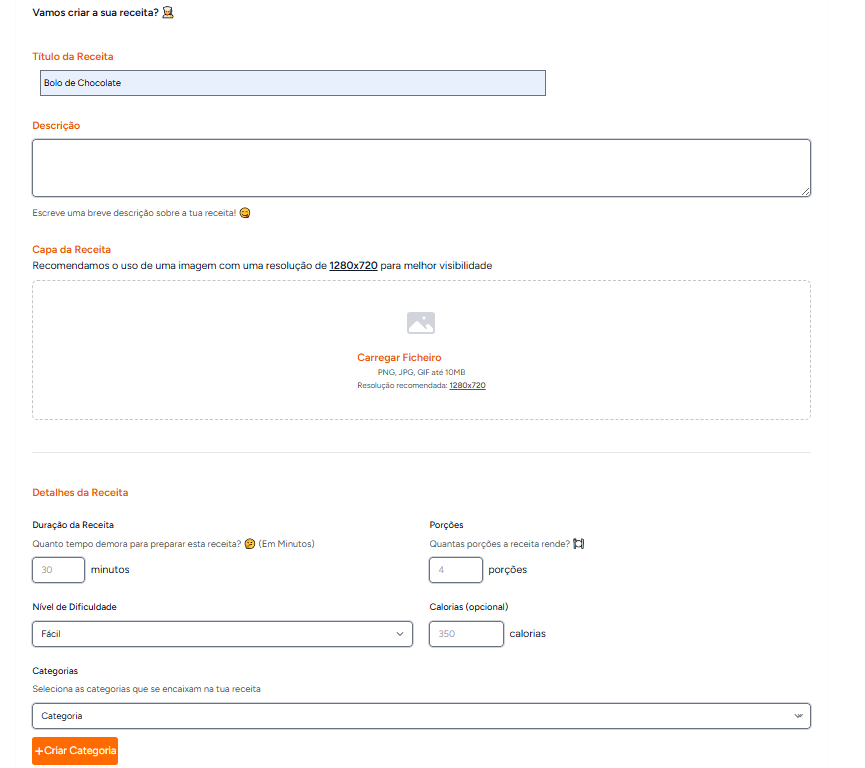 Vamos criar a sua receita? 👩‍🍳
Título da Receita
Bolo de Chocolate
Descrição
Escreve uma breve descrição sobre a tua receita! 😋
Capa da Receita
Recomendamos o uso de uma imagem com uma resolução de 1280x720 para melhor visibilidade
Carregar Ficheiro
PNG, JPG, GIF até 10MB
Resolução recomendada: 1280x720
Detalhes da Receita
Duração da Receita
Quanto tempo demora para preparar esta receita? 🤔 (Em Minutos)
30 minutos
Porções
Quantas porções a receita rende? 🍽
4 porções
Nível de Dificuldade
Fácil
Calorias (opcional)
350 calorias
Categorias
Seleciona as categorias que se encaixam na tua receita
Categoria
+Criar Categoria